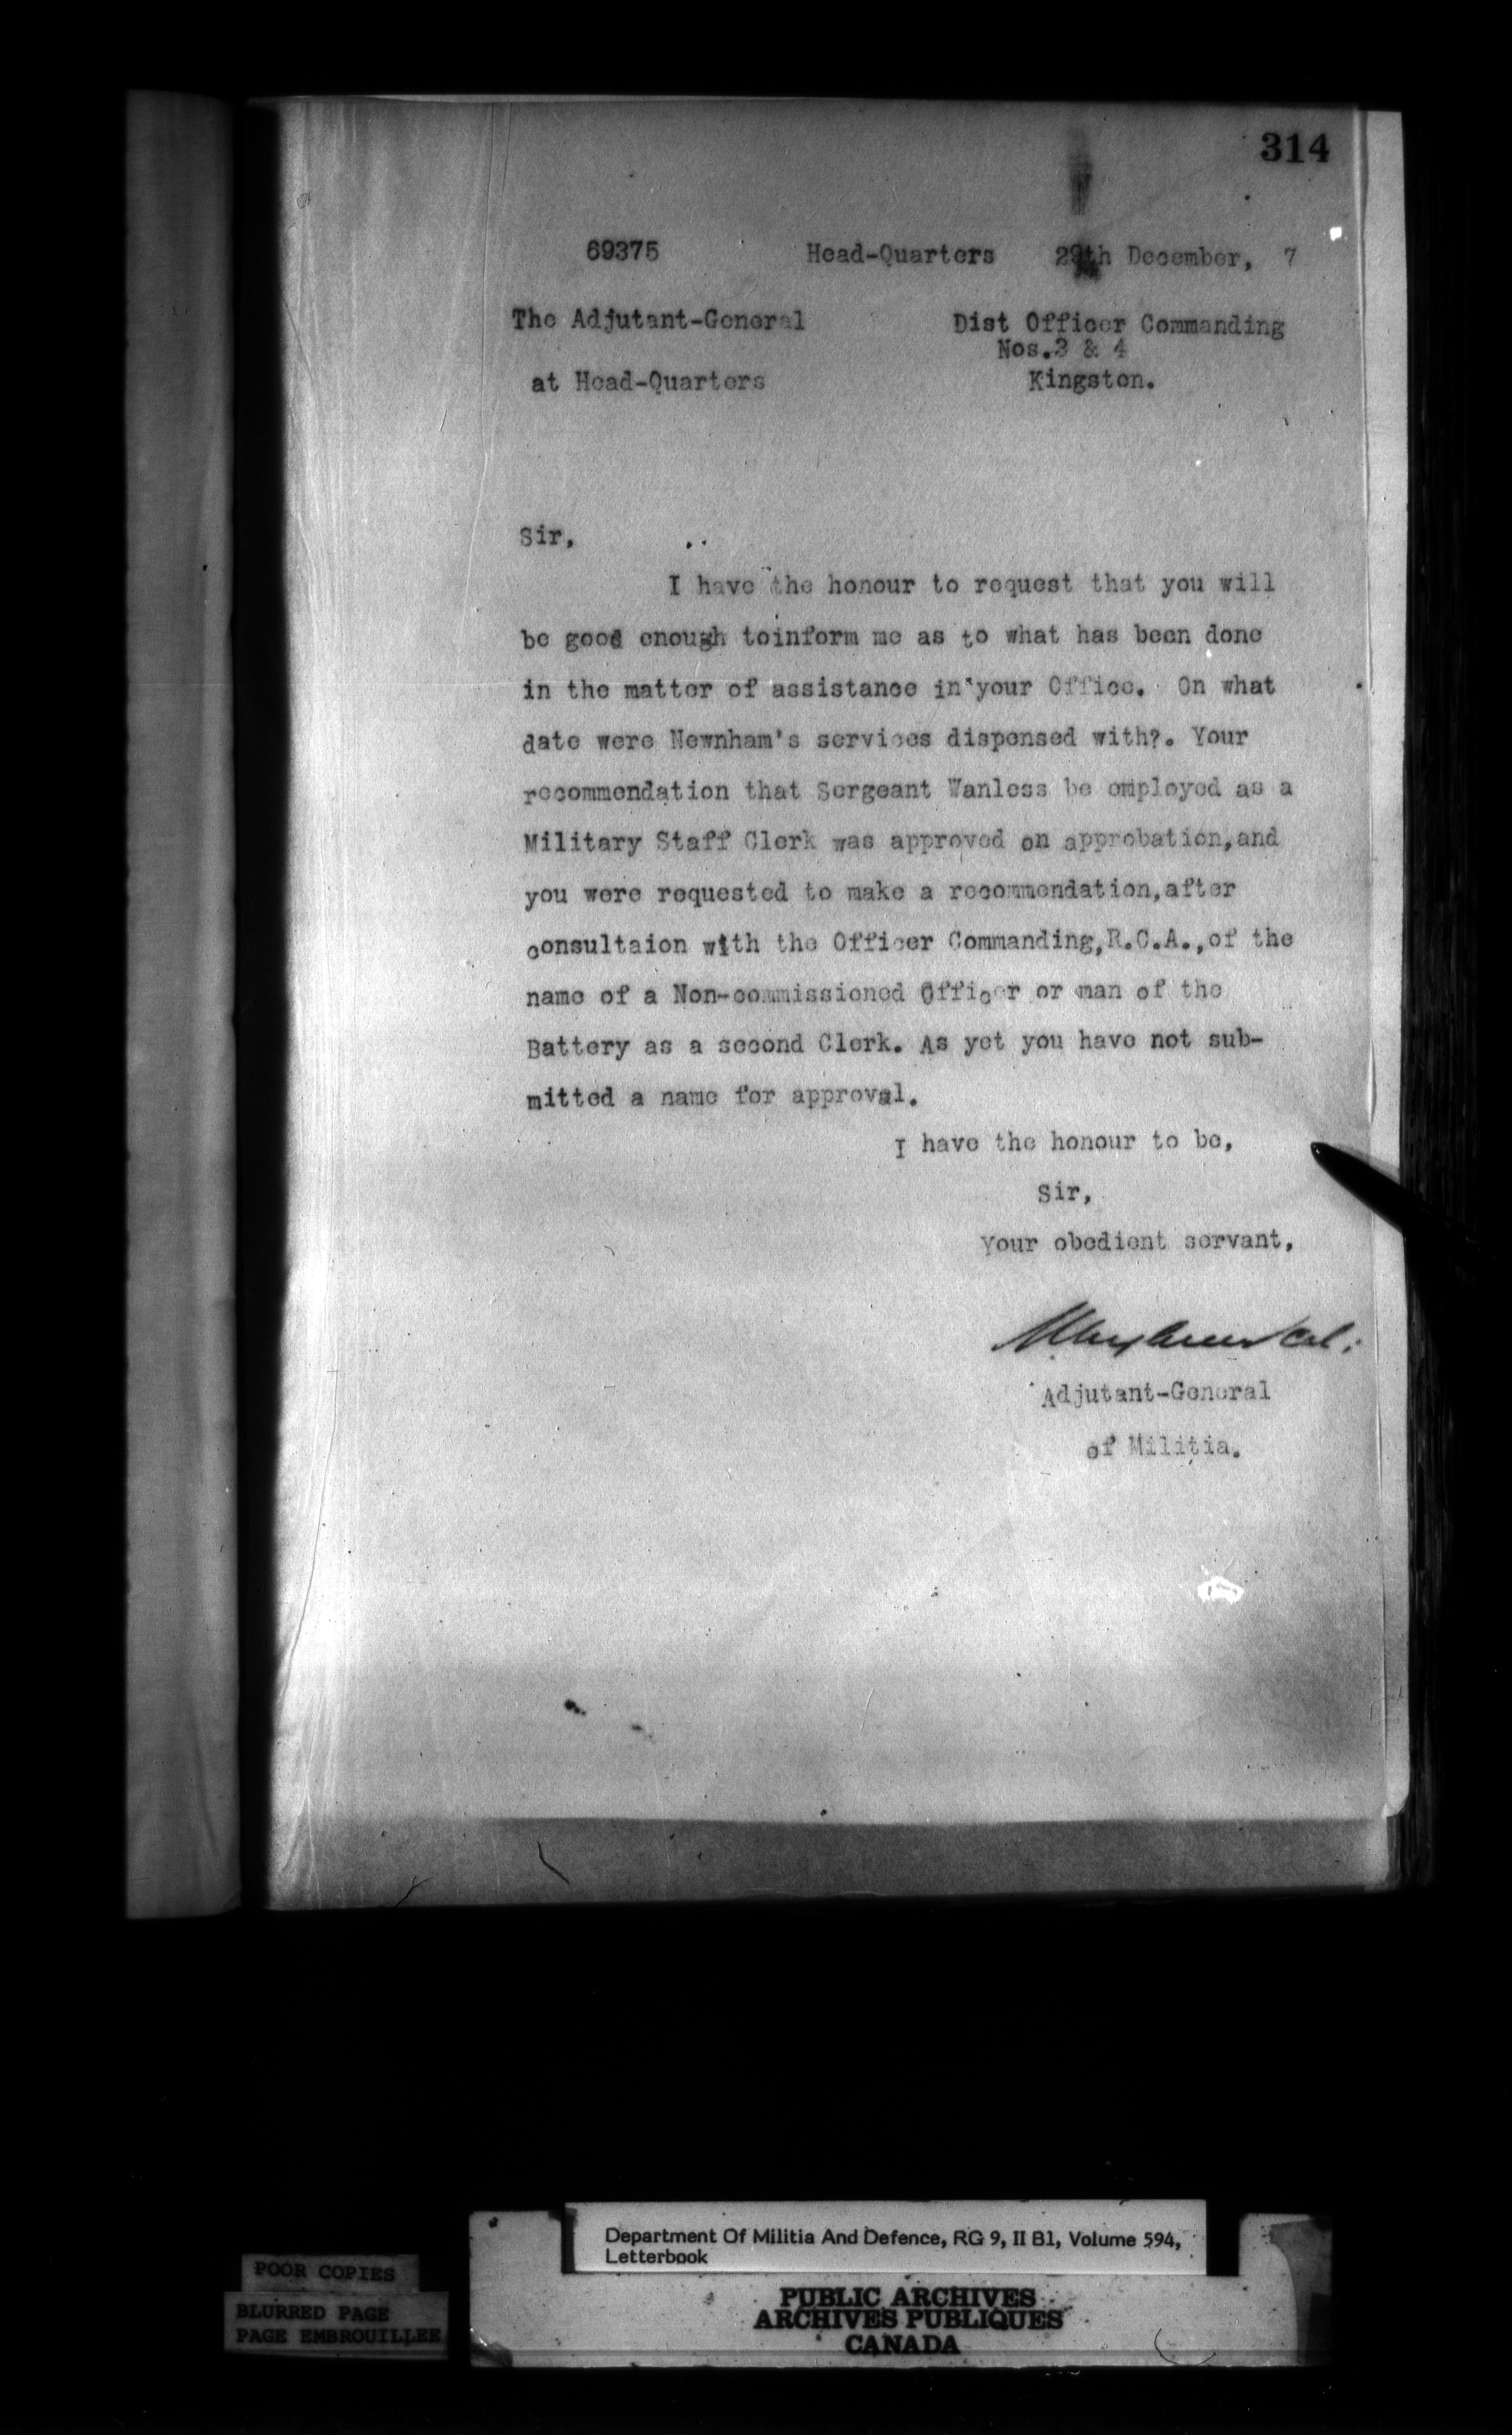 314
69375 Head-Quarters 29th December, 7
The Adjutant-General Dist Officer Commanding
Nos.3 & 4
at Head-Quarters Kingston.
Sir,
I have the honour to request that you will
be good enough toinform me as to what has been done
in the matter of assistance in your Office. On what
date were Newnham's services dispensed with?. Your
recommendation that Sergeant Wanless be employed as a
Military Staff Clerk was approved on approbation,and
you were requested to make a recommendation,after
consultaion with the Officer Commanding,R.C.A.,of the
name of a Non-commissioned Officer or man of the
Battery as a second Clerk. As yet you have not sub-
mitted a name for approval.
I have the honour to be,
Sir,
Your obedient servant,
Col:
Adjutant-General
of Militia.
Department Of Militia And Defence, RG 9, II B1, Volume 594,
Letterbook
POOR COPIES
BLURRED PAGE
PAGE EMBROUILLEE
PUBLIC ARCHIVES
ARCHIVES PUBLIQUES
CANADA